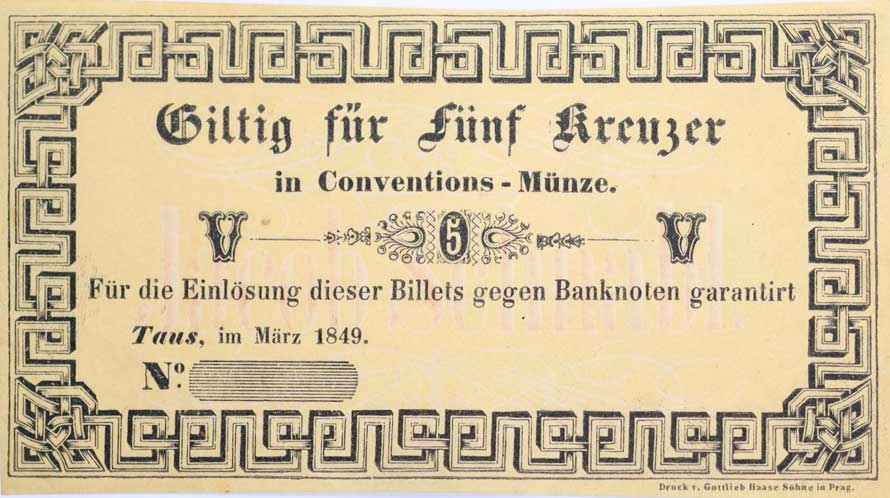 Giltig für Fünf Kreuzer
in Conventions-Münze.
V 5 V
Für die Einlösung dieser Billets gegen Banknoten garantirt
Taus, im März 1849.
No.
Druck v. Gottlieb Haase Söhne in Prag.